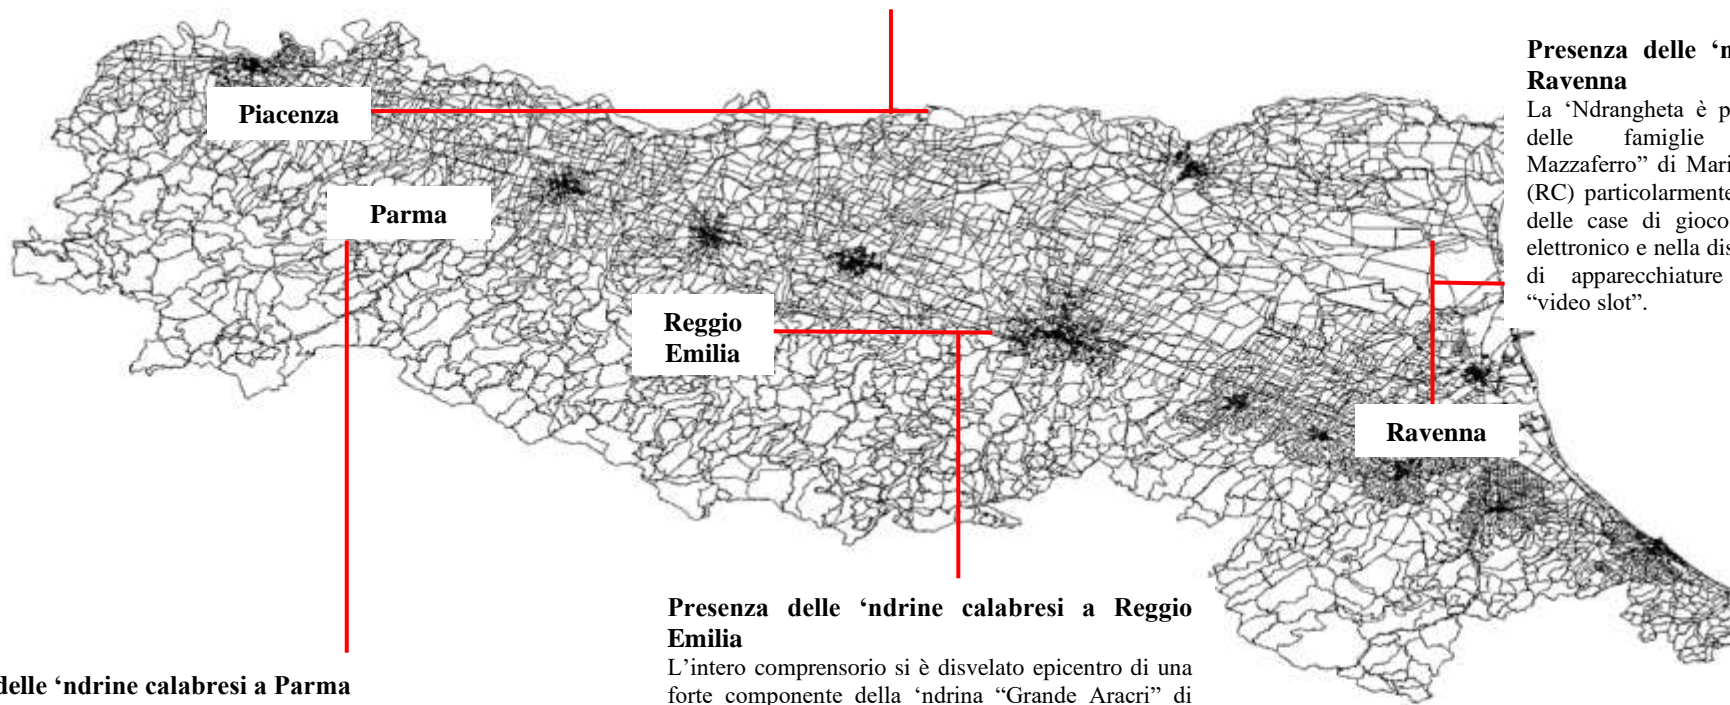 Piacenza
Parma
Reggio
Emilia
Ravenna
Presenza delle ‘n
Ravenna
La ‘Ndrangheta è p
delle famiglie
Mazzaferro” di Mari
(RC) particolarmente
delle case di gioco
elettronico e nella dis
di apparecchiature
“video slot”.
Presenza delle ‘ndrine calabresi a Reggio
Emilia
L’intero comprensorio si è disvelato epicentro di una
forte componente della ‘ndrina “Grande Aracri” di
delle ‘ndrine calabresi a Parma